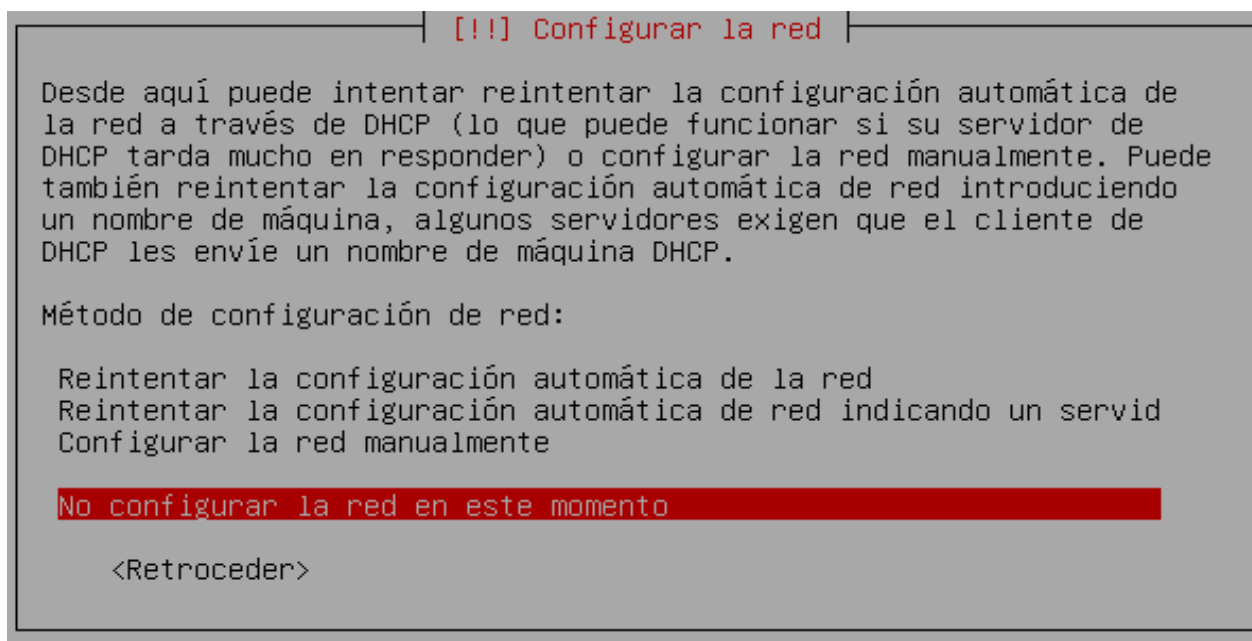 [!!] Configurar la red
Desde aquí puede intentar reintentar la configuración automática de
la red a través de DHCP (lo que puede funcionar si su servidor de
DHCP tarda mucho en responder) o configurar la red manualmente. Puede
también reintentar la configuración automática de red introduciendo
un nombre de máquina, algunos servidores exigen que el cliente de
DHCP les envíe un nombre de máquina DHCP.
Método de configuración de red:
Reintentar la configuración automática de la red
Reintentar la configuración automática de red indicando un servid
Configurar la red manualmente
No configurar la red en este momento
<Retroceder>